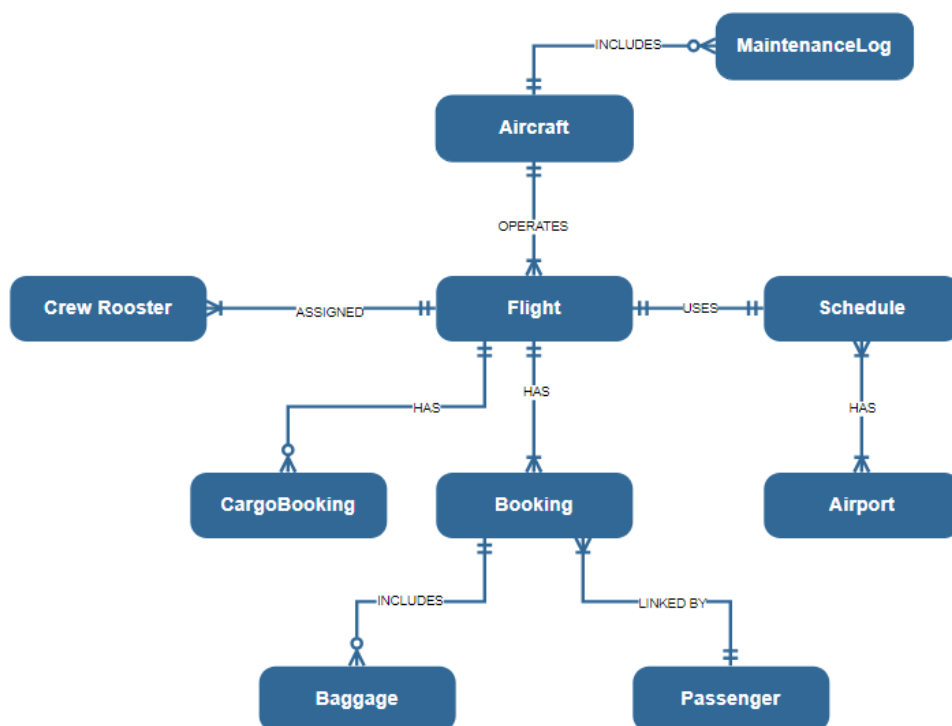 INCLUDES
MaintenanceLog
Aircraft
OPERATES
Crew Rooster
ASSIGNED
Flight
USES
Schedule
HAS
HAS
HAS
CargoBooking
Booking
Airport
INCLUDES
LINKED BY
Baggage
Passenger